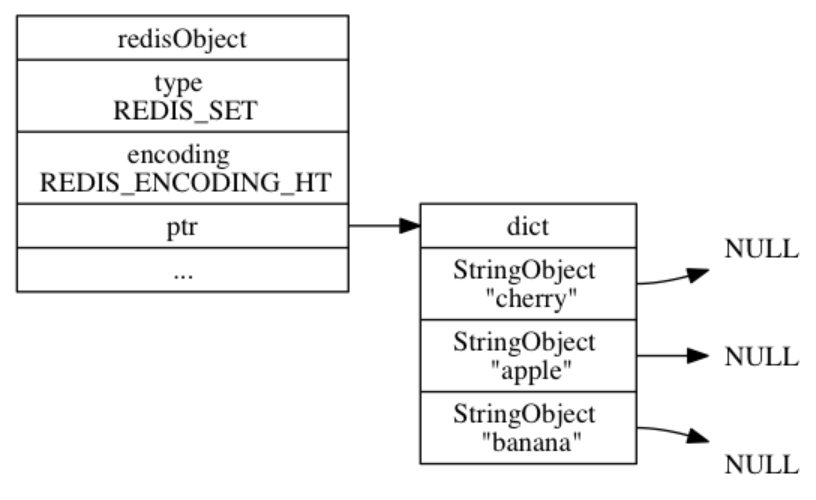 redisObject
type
REDIS_SET
encoding
REDIS_ENCODING_HT
ptr
...
dict
StringObject
"cherry"
StringObject
"apple"
StringObject
"banana"
NULL
NULL
NULL